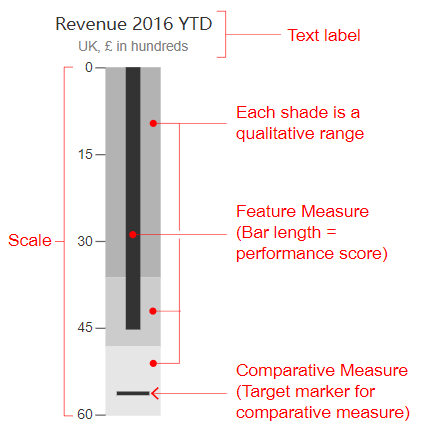 Revenue 2016 YTD
UK, £ in hundreds
Text label
0
15
30
45
60
Scale
Each shade is a
qualitative range
Feature Measure
(Bar length =
performance score)
Comparative Measure
(Target marker for
comparative measure)